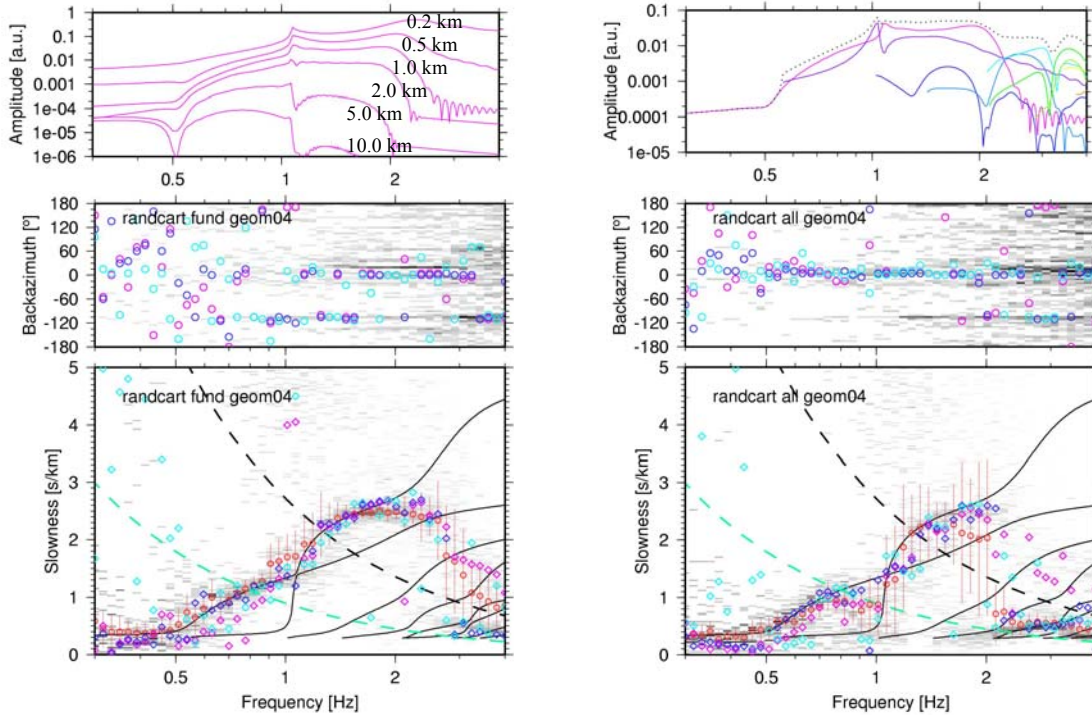 Amplitude [a.u.]
1
0.1
0.01
0.001
1e-04
1e-05
1e-06
0.2 km
0.5 km
1.0 km
2.0 km
5.0 km
10.0 km
0.5 1 2
Backazimuth [º]
180
120
60
0
-60
-120
-180
randcart fund geom04
Slowness [s/km]
5
4
3
2
1
0
randcart fund geom04
0.5 1 2
Frequency [Hz]
Amplitude [a.u.]
0.1
0.01
0.001
0.0001
1e-05
0.5 1 2
Backazimuth [º]
180
120
60
0
-60
-120
-180
randcart all geom04
Slowness [s/km]
5
4
3
2
1
0
randcart all geom04
0.5 1 2
Frequency [Hz]